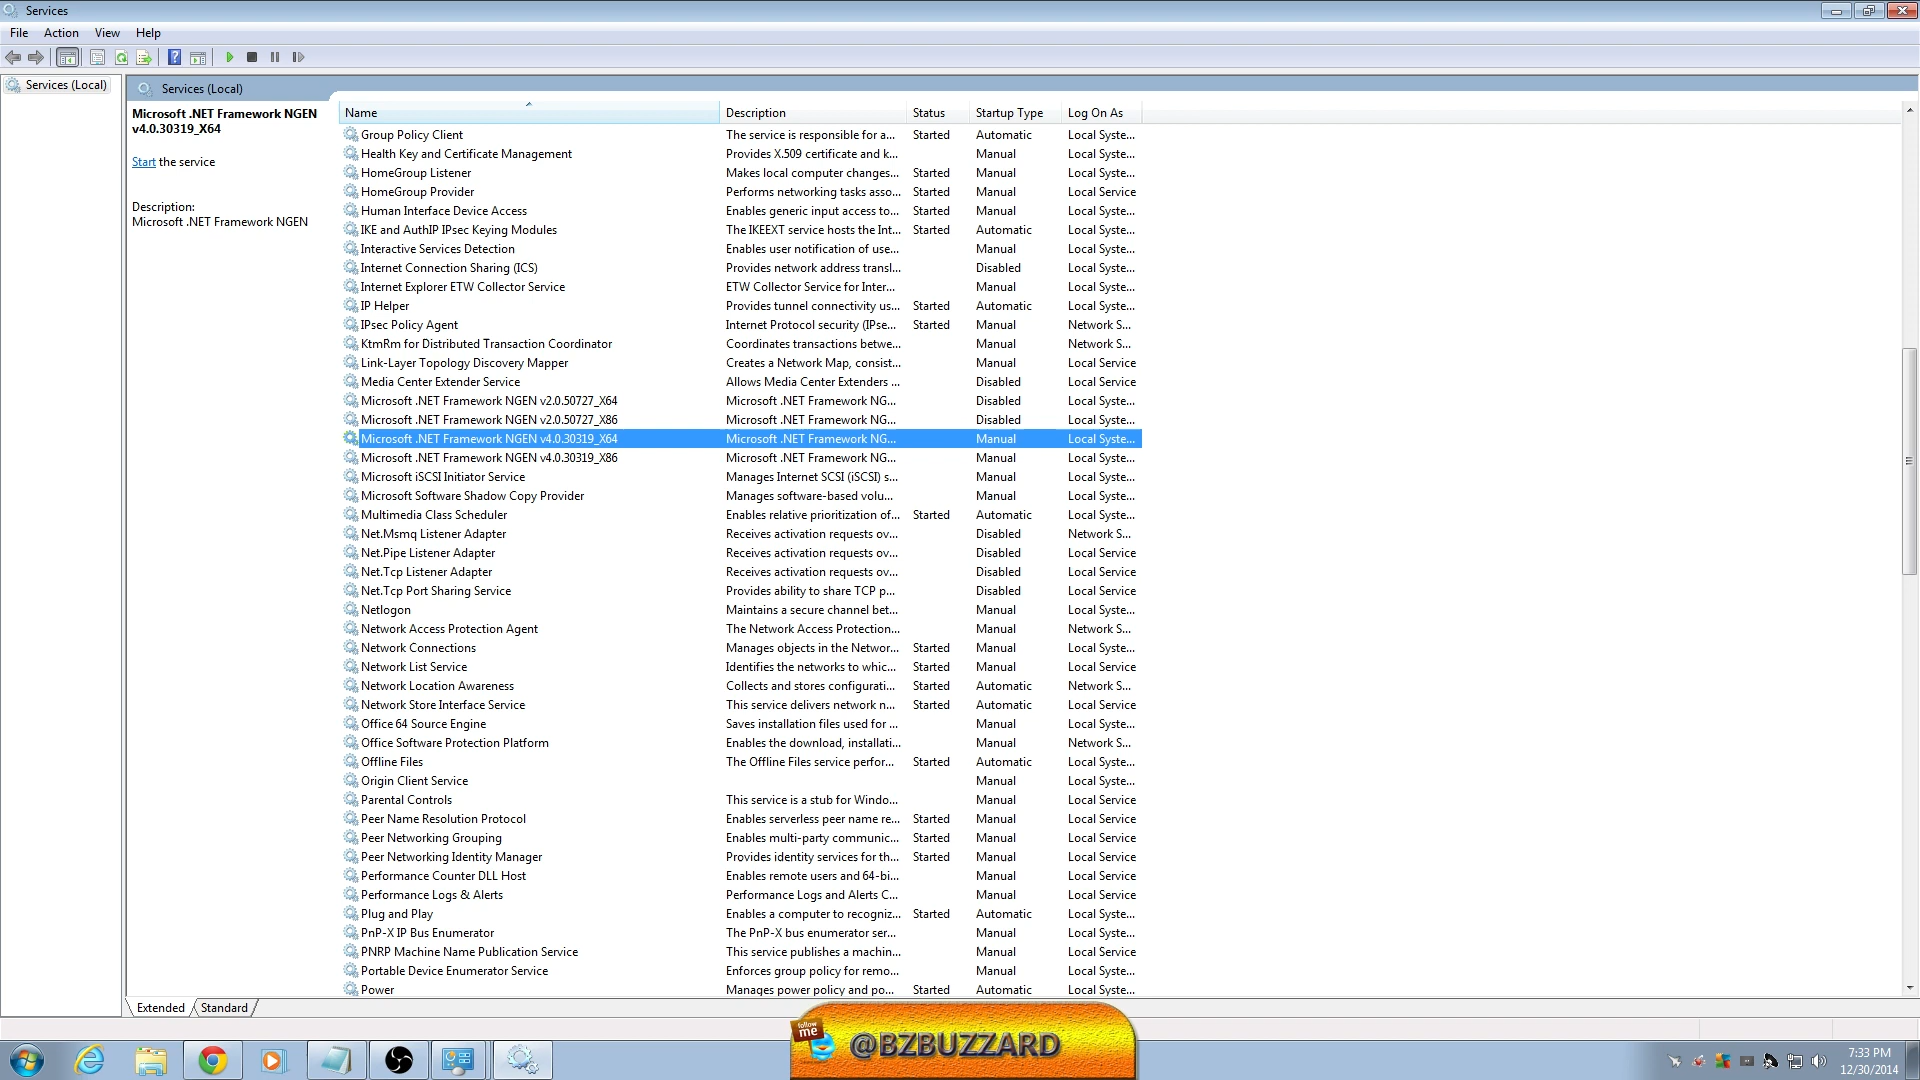 Services
File Action View Help
Services (Local)
Services (Local)
Microsoft .NET Framework NGEN
v4.0.30319_X64
Start the service
Description:
Microsoft .NET Framework NGEN
Name Description Status Startup Type Log On As
Group Policy Client The service is responsible for a... Started Automatic Local Syste...
Health Key and Certificate Management Provides X.509 certificate and k... Manual Local Syste...
HomeGroup Listener Makes local computer changes... Started Manual Local Syste...
HomeGroup Provider Performs networking tasks asso... Started Manual Local Service
Human Interface Device Access Enables generic input access to... Started Manual Local Syste...
IKE and AuthIP IPsec Keying Modules The IKEEXT service hosts the Int... Started Automatic Local Syste...
Interactive Services Detection Enables user notification of use... Manual Local Syste...
Internet Connection Sharing (ICS) Provides network address transl... Disabled Local Syste...
Internet Explorer ETW Collector Service ETW Collector Service for Inter... Manual Local Syste...
IP Helper Provides tunnel connectivity us... Started Automatic Local Syste...
IPsec Policy Agent Internet Protocol security (IPse... Started Manual Network S...
KtmRm for Distributed Transaction Coordinator Coordinates transactions betwe... Manual Network S...
Link-Layer Topology Discovery Mapper Creates a Network Map, consist... Manual Local Service
Media Center Extender Service Allows Media Center Extenders ... Disabled Local Service
Microsoft .NET Framework NGEN v2.0.50727_X64 Microsoft .NET Framework NG... Disabled Local Syste...
Microsoft .NET Framework NGEN v2.0.50727_X86 Microsoft .NET Framework NG... Disabled Local Syste...
Microsoft .NET Framework NGEN v4.0.30319_X64 Microsoft .NET Framework NG... Manual Local Syste...
Microsoft .NET Framework NGEN v4.0.30319_X86 Microsoft .NET Framework NG... Manual Local Syste...
Microsoft iSCSI Initiator Service Manages Internet SCSI (iSCSI) s... Manual Local Syste...
Microsoft Software Shadow Copy Provider Manages software-based volu... Manual Local Syste...
Multimedia Class Scheduler Enables relative prioritization of... Started Automatic Local Syste...
Net.Msmq Listener Adapter Receives activation requests ov... Disabled Network S...
Net.Pipe Listener Adapter Receives activation requests ov... Disabled Local Service
Net.Tcp Listener Adapter Receives activation requests ov... Disabled Local Service
Net.Tcp Port Sharing Service Provides ability to share TCP p... Disabled Local Service
Netlogon Maintains a secure channel bet... Manual Local Syste...
Network Access Protection Agent The Network Access Protection... Manual Network S...
Network Connections Manages objects in the Networ... Started Manual Local Syste...
Network List Service Identifies the networks to whic... Started Manual Local Service
Network Location Awareness Collects and stores configurati... Started Automatic Network S...
Network Store Interface Service This service delivers network n... Started Automatic Local Service
Office 64 Source Engine Saves installation files used for ... Manual Local Syste...
Office Software Protection Platform Enables the download, installati... Manual Network S...
Offline Files The Offline Files service perfor... Started Automatic Local Syste...
Origin Client Service Manual Local Syste...
Parental Controls This service is a stub for Windo... Manual Local Service
Peer Name Resolution Protocol Enables serverless peer name re... Started Manual Local Service
Peer Networking Grouping Enables multi-party communic... Started Manual Local Service
Peer Networking Identity Manager Provides identity services for th... Started Manual Local Service
Performance Counter DLL Host Enables remote users and 64-bi... Manual Local Service
Performance Logs & Alerts Performance Logs and Alerts C... Manual Local Service
Plug and Play Enables a computer to recogniz... Started Automatic Local Syste...
PnP-X IP Bus Enumerator The PnP-X bus enumerator ser... Manual Local Syste...
PNRP Machine Name Publication Service This service publishes a machin... Manual Local Service
Portable Device Enumerator Service Enforces group policy for remo... Manual Local Syste...
Power Manages power policy and po... Started Automatic Local Syste...
Extended Standard
follow
me
@BZBUZZARD
7:33 PM
12/30/2014